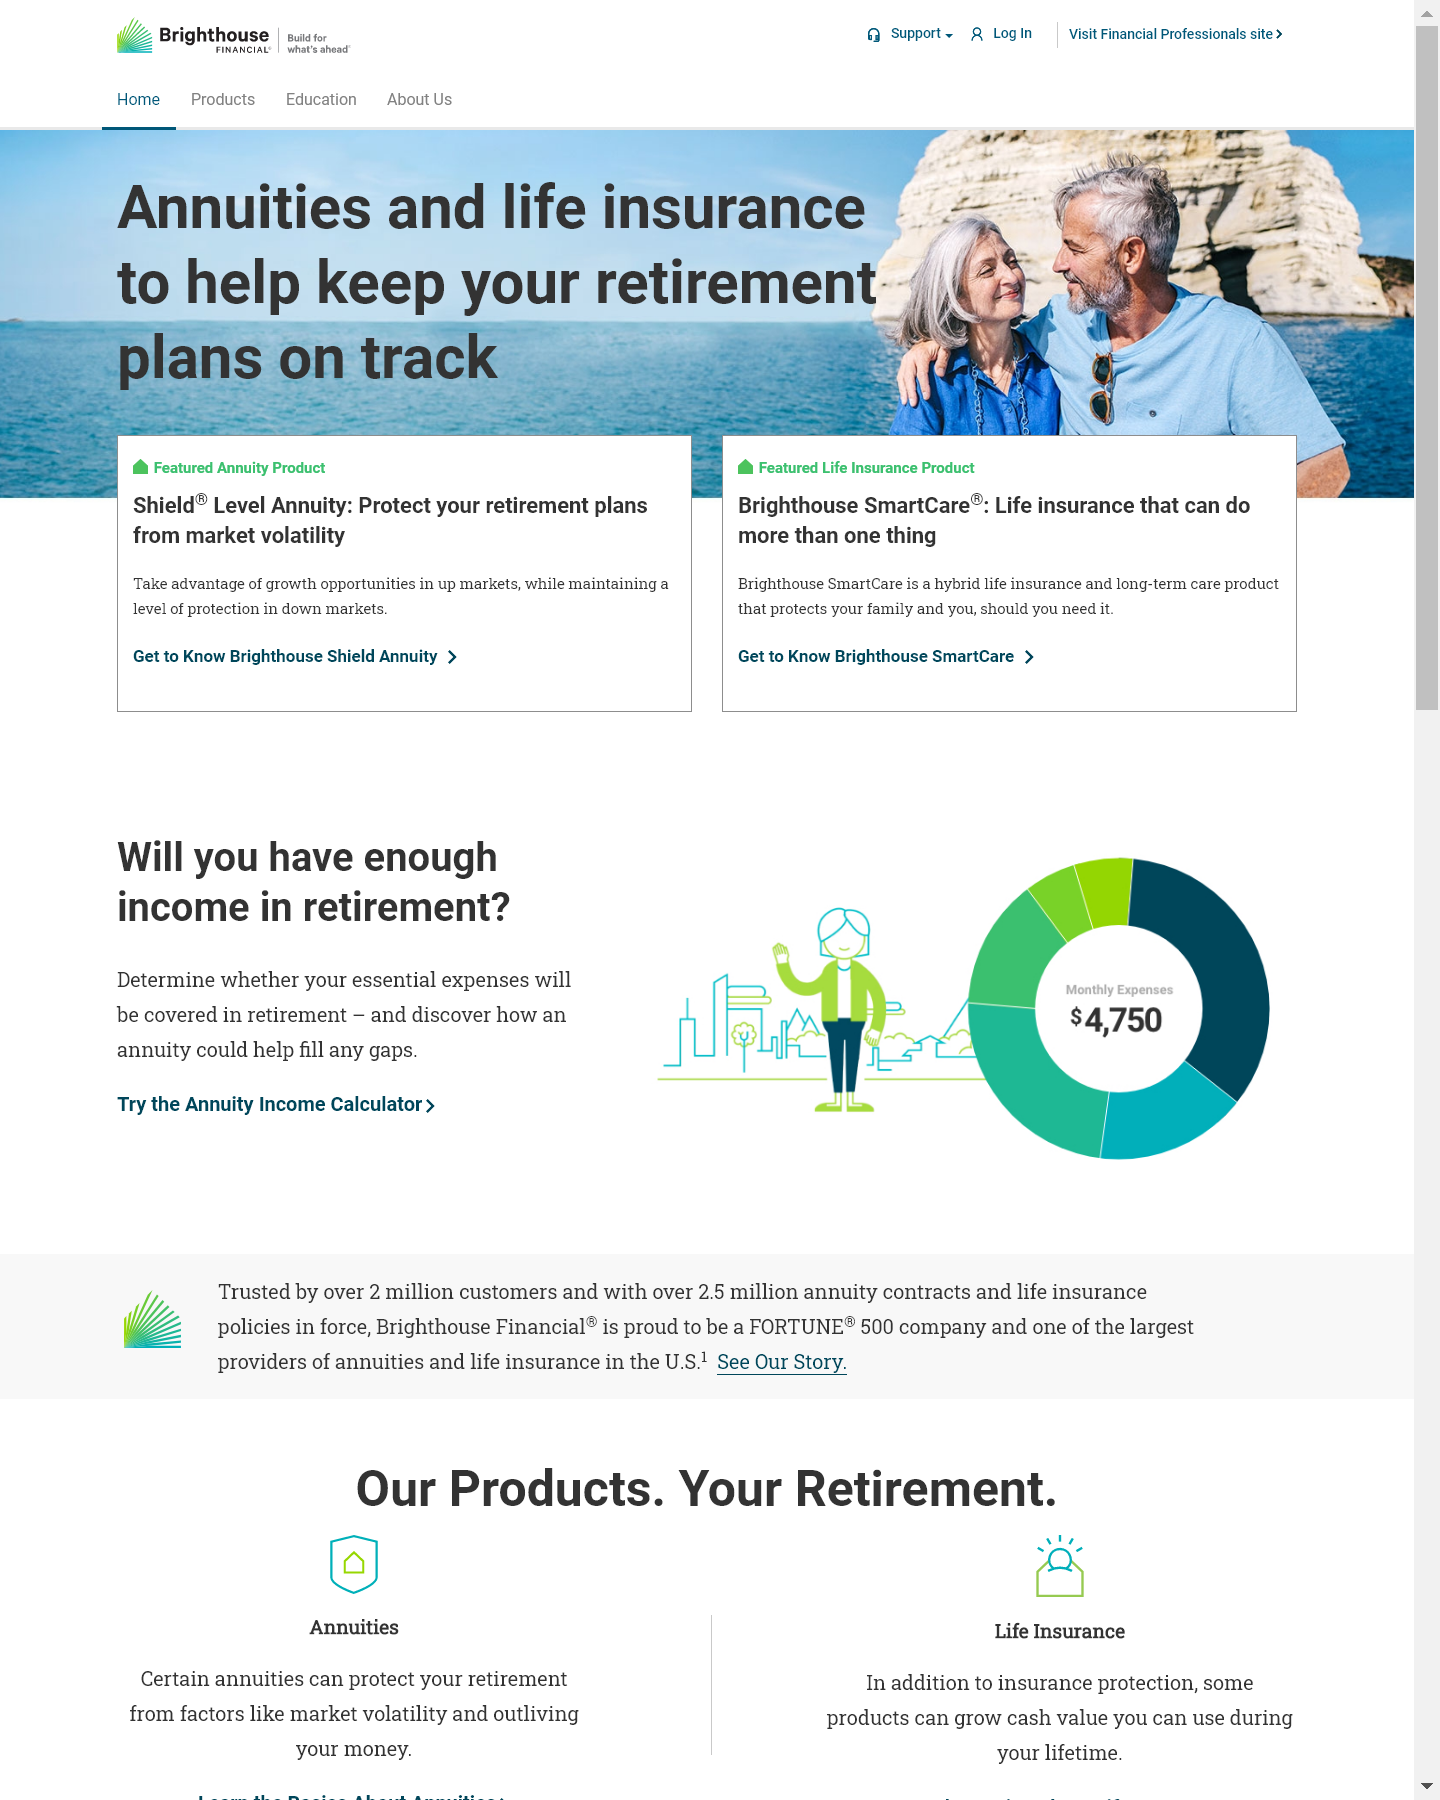 Brighthouse
FINANCIAL®
Build for
what's ahead®
Support
Log In
Visit Financial Professionals site
Home
Products
Education
About Us
Annuities and life insurance
to help keep your retirement
plans on track
Featured Annuity Product
Shield® Level Annuity: Protect your retirement plans
from market volatility
Take advantage of growth opportunities in up markets, while maintaining a
level of protection in down markets.
Get to Know Brighthouse Shield Annuity
Featured Life Insurance Product
Brighthouse SmartCare®: Life insurance that can do
more than one thing
Brighthouse SmartCare is a hybrid life insurance and long-term care product
that protects your family and you, should you need it.
Get to Know Brighthouse SmartCare
Will you have enough
income in retirement?
Determine whether your essential expenses will
be covered in retirement – and discover how an
annuity could help fill any gaps.
Try the Annuity Income Calculator
Monthly Expenses
$4,750
Trusted by over 2 million customers and with over 2.5 million annuity contracts and life insurance
policies in force, Brighthouse Financial® is proud to be a FORTUNE® 500 company and one of the largest
providers of annuities and life insurance in the U.S.¹ See Our Story.
Our Products. Your Retirement.
Annuities
Certain annuities can protect your retirement
from factors like market volatility and outliving
your money.
Learn the Basics About Annuities
Life Insurance
In addition to insurance protection, some
products can grow cash value you can use during
your lifetime.